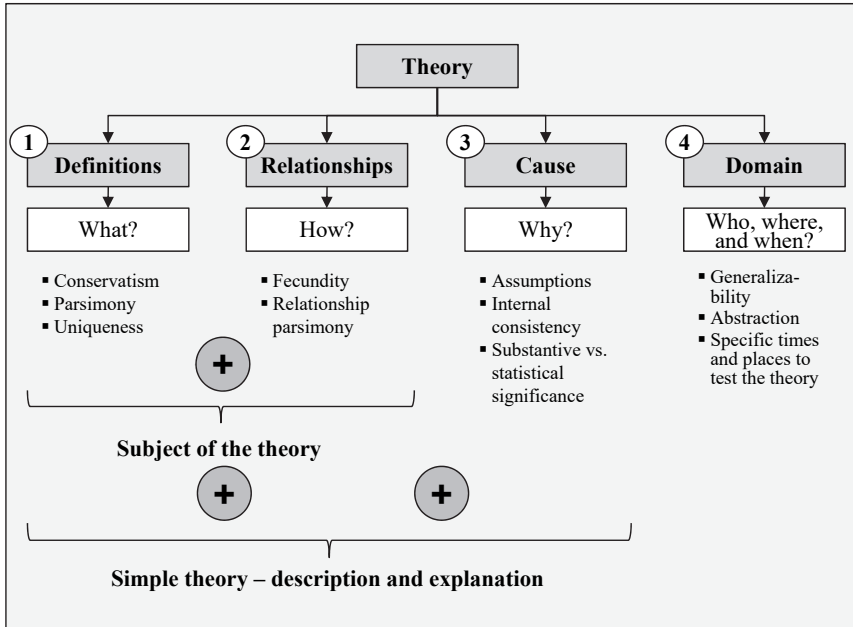 Theory
1
Definitions
2
Relationships
3
Cause
4
Domain
What?
How?
Why?
Who, where,
and when?
▪ Conservatism
▪ Parsimony
▪ Uniqueness
▪ Fecundity
▪ Relationship
parsimony
▪ Assumptions
▪ Internal
consistency
▪ Substantive vs.
statistical
significance
▪ Generaliza-
bility
▪ Abstraction
▪ Specific times
and places to
test the theory
+
Subject of the theory
+
+
Simple theory – description and explanation